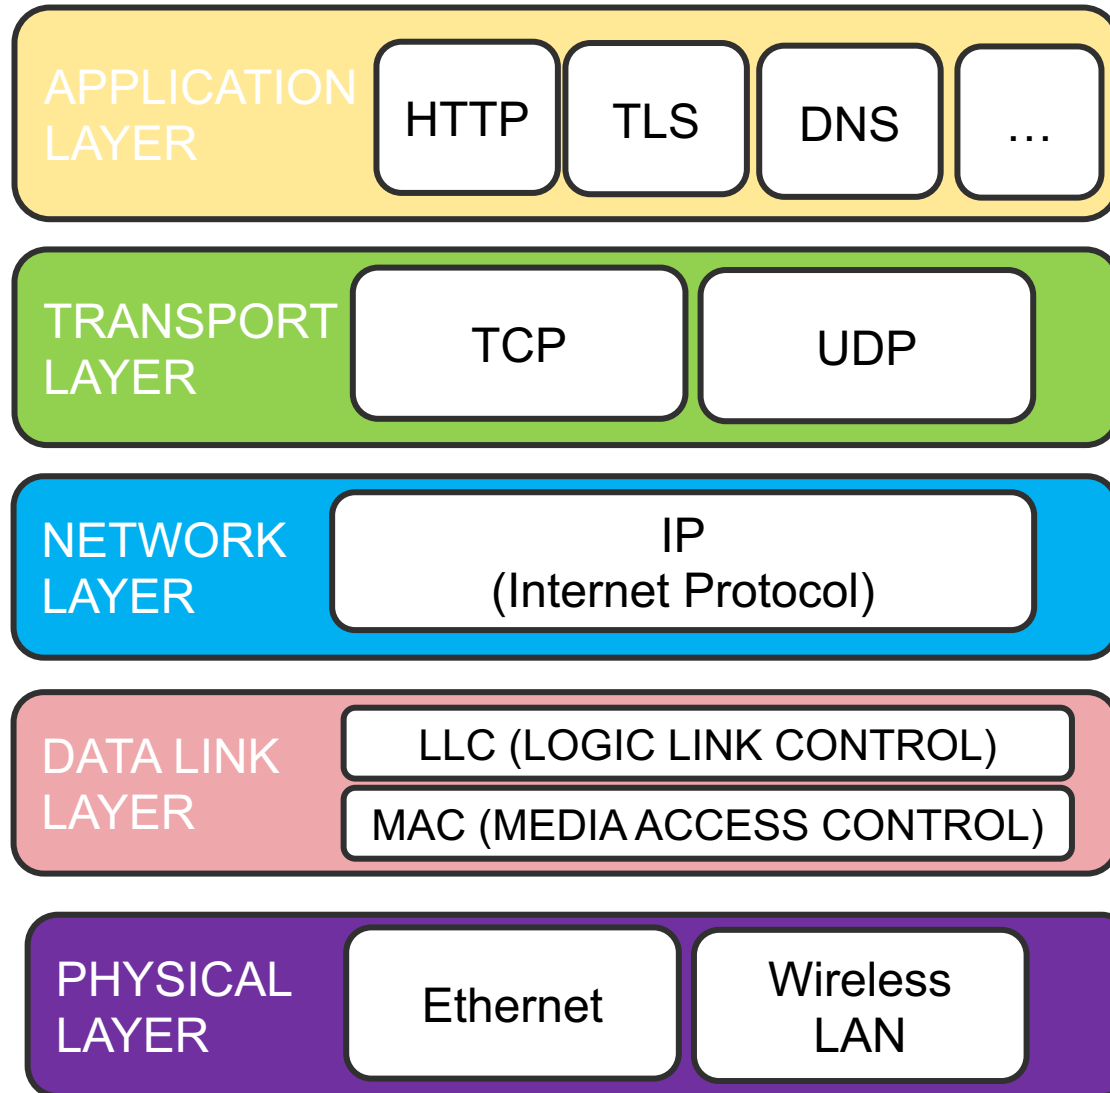 APPLICATION
LAYER
HTTP
TLS
DNS
…
TRANSPORT
LAYER
TCP
UDP
NETWORK
LAYER
IP
(Internet Protocol)
DATA LINK
LAYER
LLC (LOGIC LINK CONTROL)
MAC (MEDIA ACCESS CONTROL)
PHYSICAL
LAYER
Ethernet
Wireless
LAN